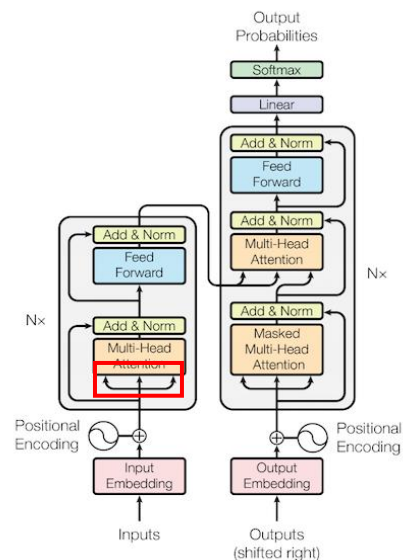 Output
Probabilities
Softmax
Linear
Add & Norm
Feed
Forward
Add & Norm
Multi-Head
Attention
Add & Norm
Masked
Multi-Head
Attention
Nx
Positional
Encoding
Output
Embedding
Outputs
(shifted right)
Add & Norm
Feed
Forward
Add & Norm
Multi-Head
Attention
Nx
Positional
Encoding
Input
Embedding
Inputs